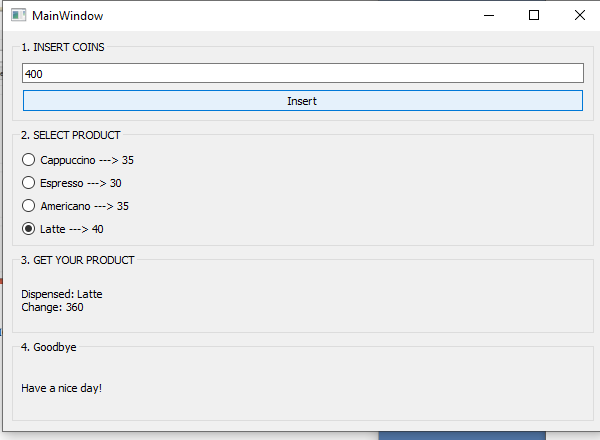 MainWindow
1. INSERT COINS
400
Insert
2. SELECT PRODUCT
Cappuccino ---> 35
Espresso ---> 30
Americano ---> 35
Latte ---> 40
3. GET YOUR PRODUCT
Dispensed: Latte
Change: 360
4. Goodbye
Have a nice day!